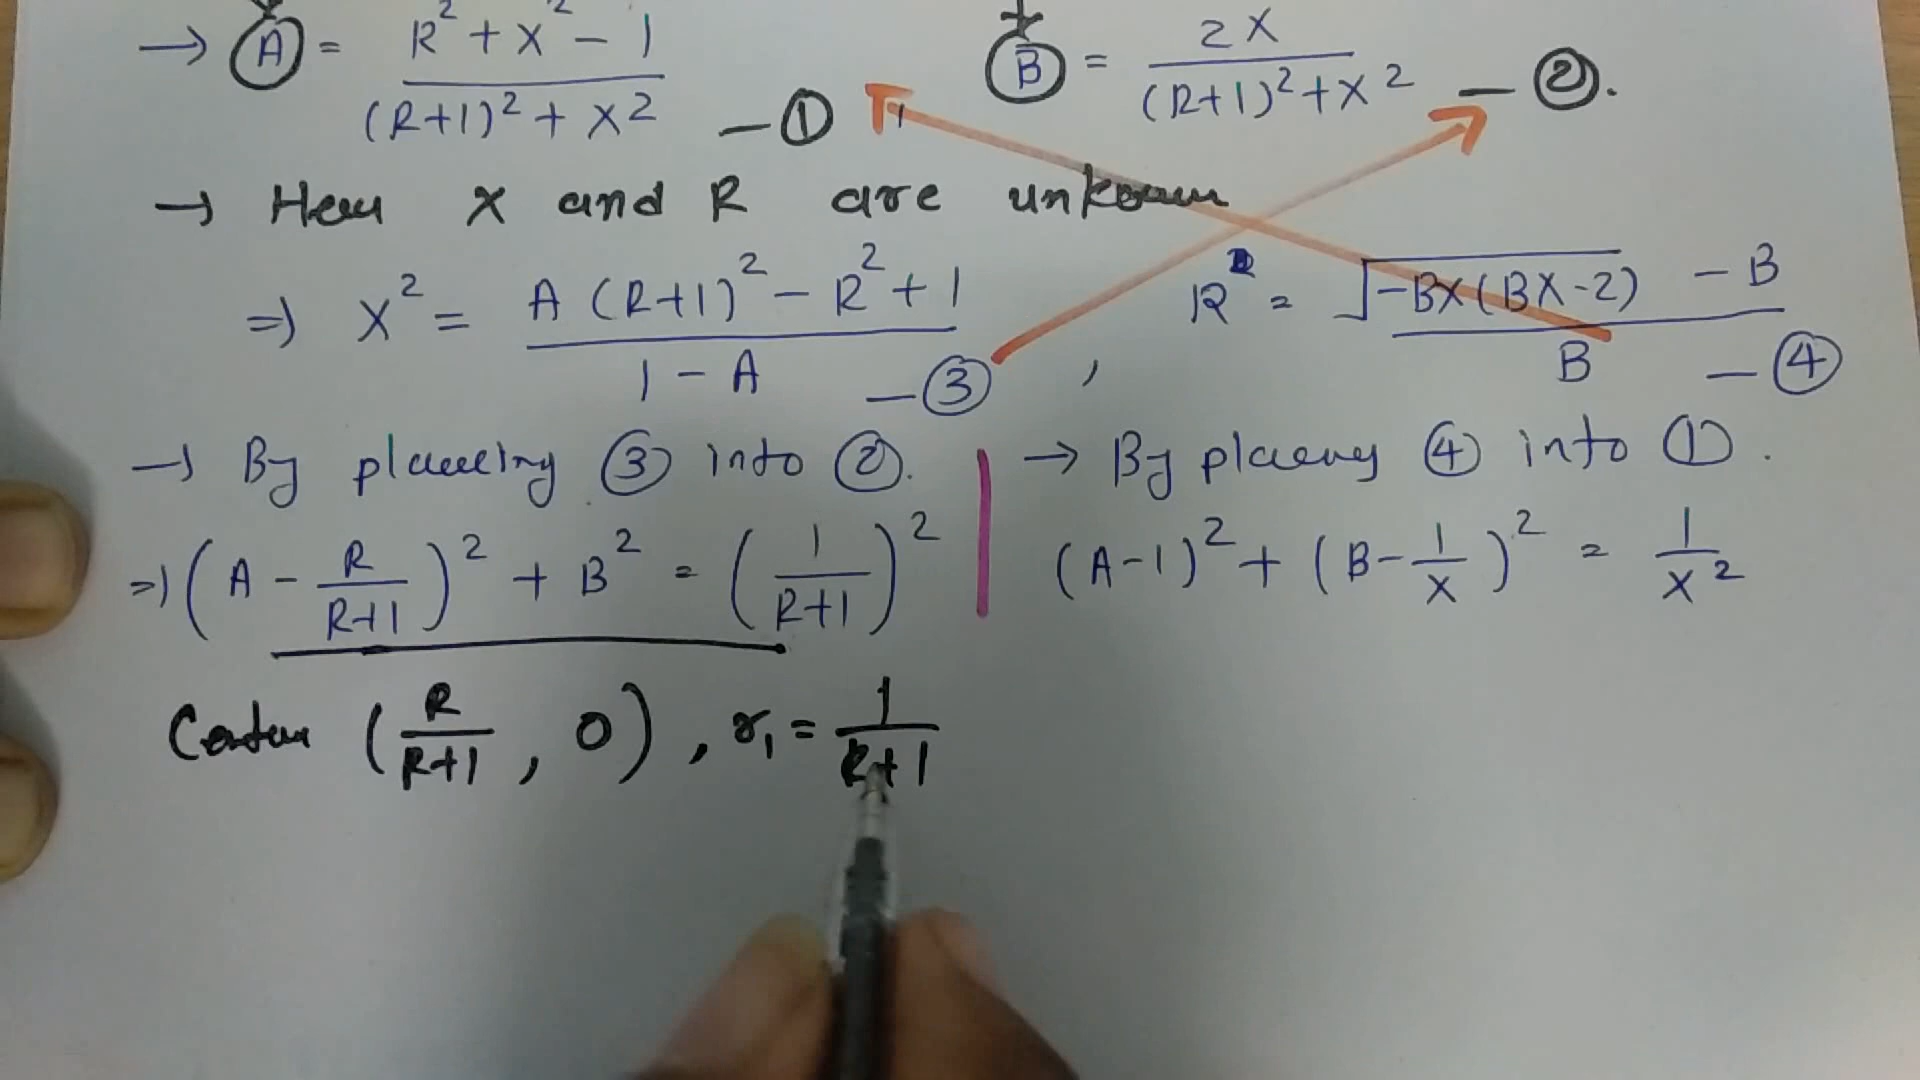 → A = (R² + X² - 1) / ((R+1)² + X²) — ① B = 2X / ((R+1)² + X²) — ②.
→ Here X and R are unkown
⇒ X² = (A (R+1)² - R² + 1) / (1 - A) — ③ , R = (√(-BX(BX-2)) - B) / B — ④
→ By placing ③ into ②. → By placing ④ into ①.
⇒ (A - R/(R+1))² + B² = (1/(R+1))² (A-1)² + (B - 1/X)² = 1/X²
Center (R/(R+1), 0), r₁ = 1/(R+1)